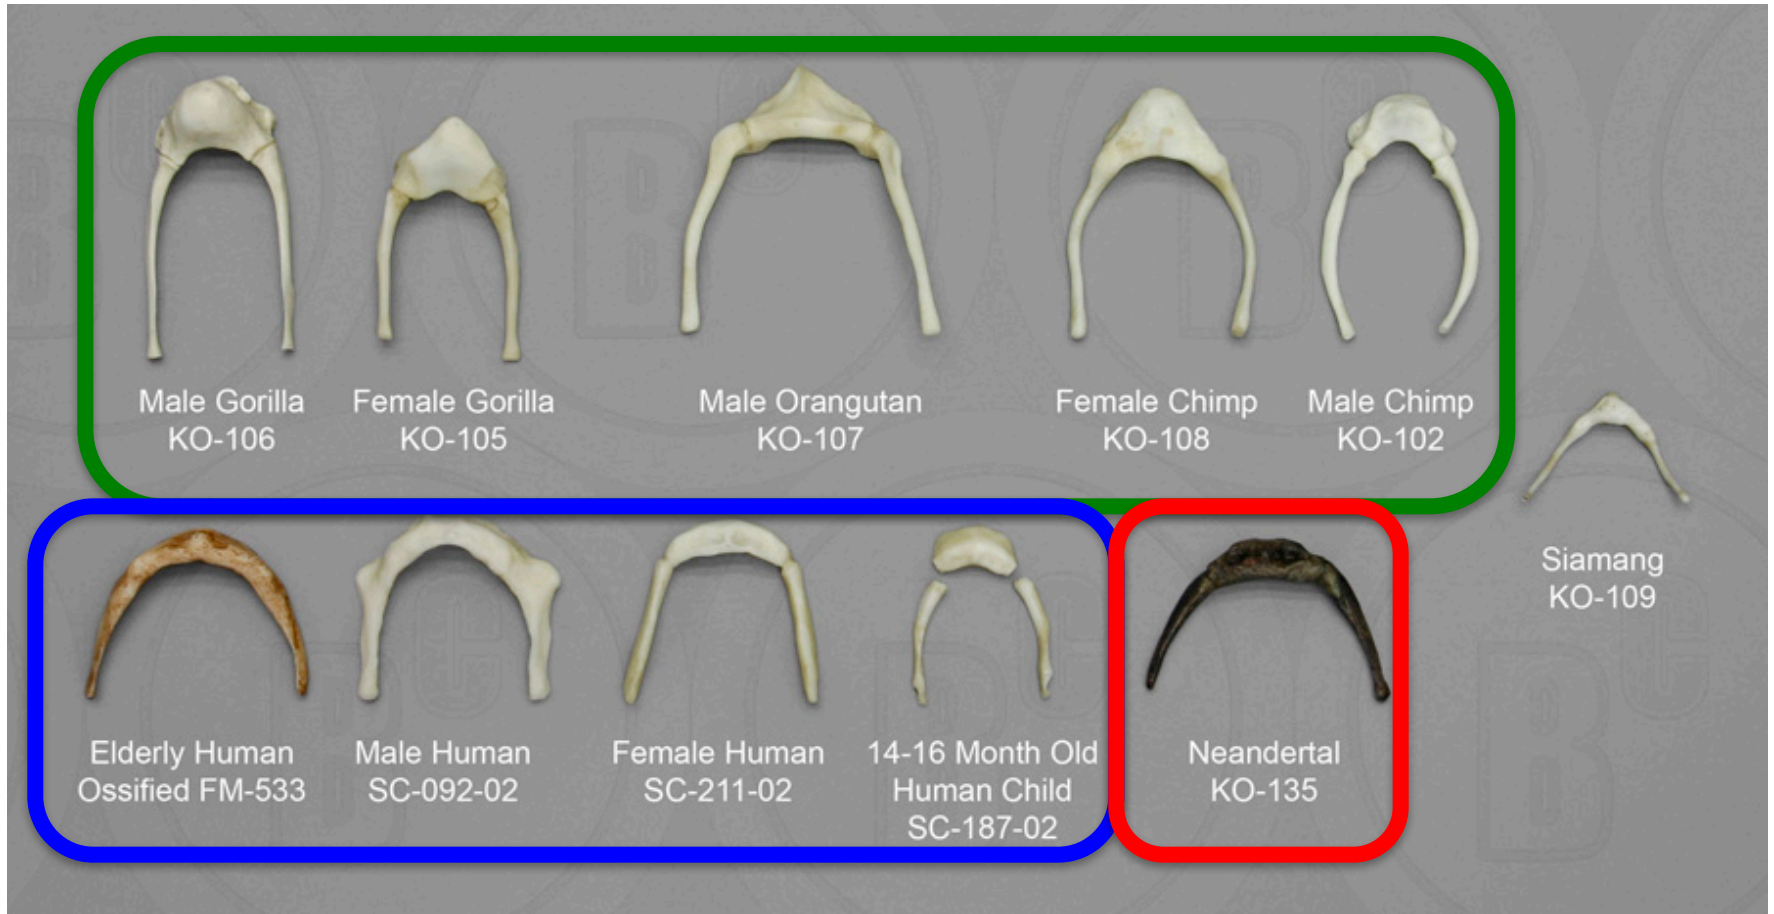 Male Gorilla
KO-106
Female Gorilla
KO-105
Male Orangutan
KO-107
Female Chimp
KO-108
Male Chimp
KO-102
Siamang
KO-109
Elderly Human
Ossified FM-533
Male Human
SC-092-02
Female Human
SC-211-02
14-16 Month Old
Human Child
SC-187-02
Neandertal
KO-135